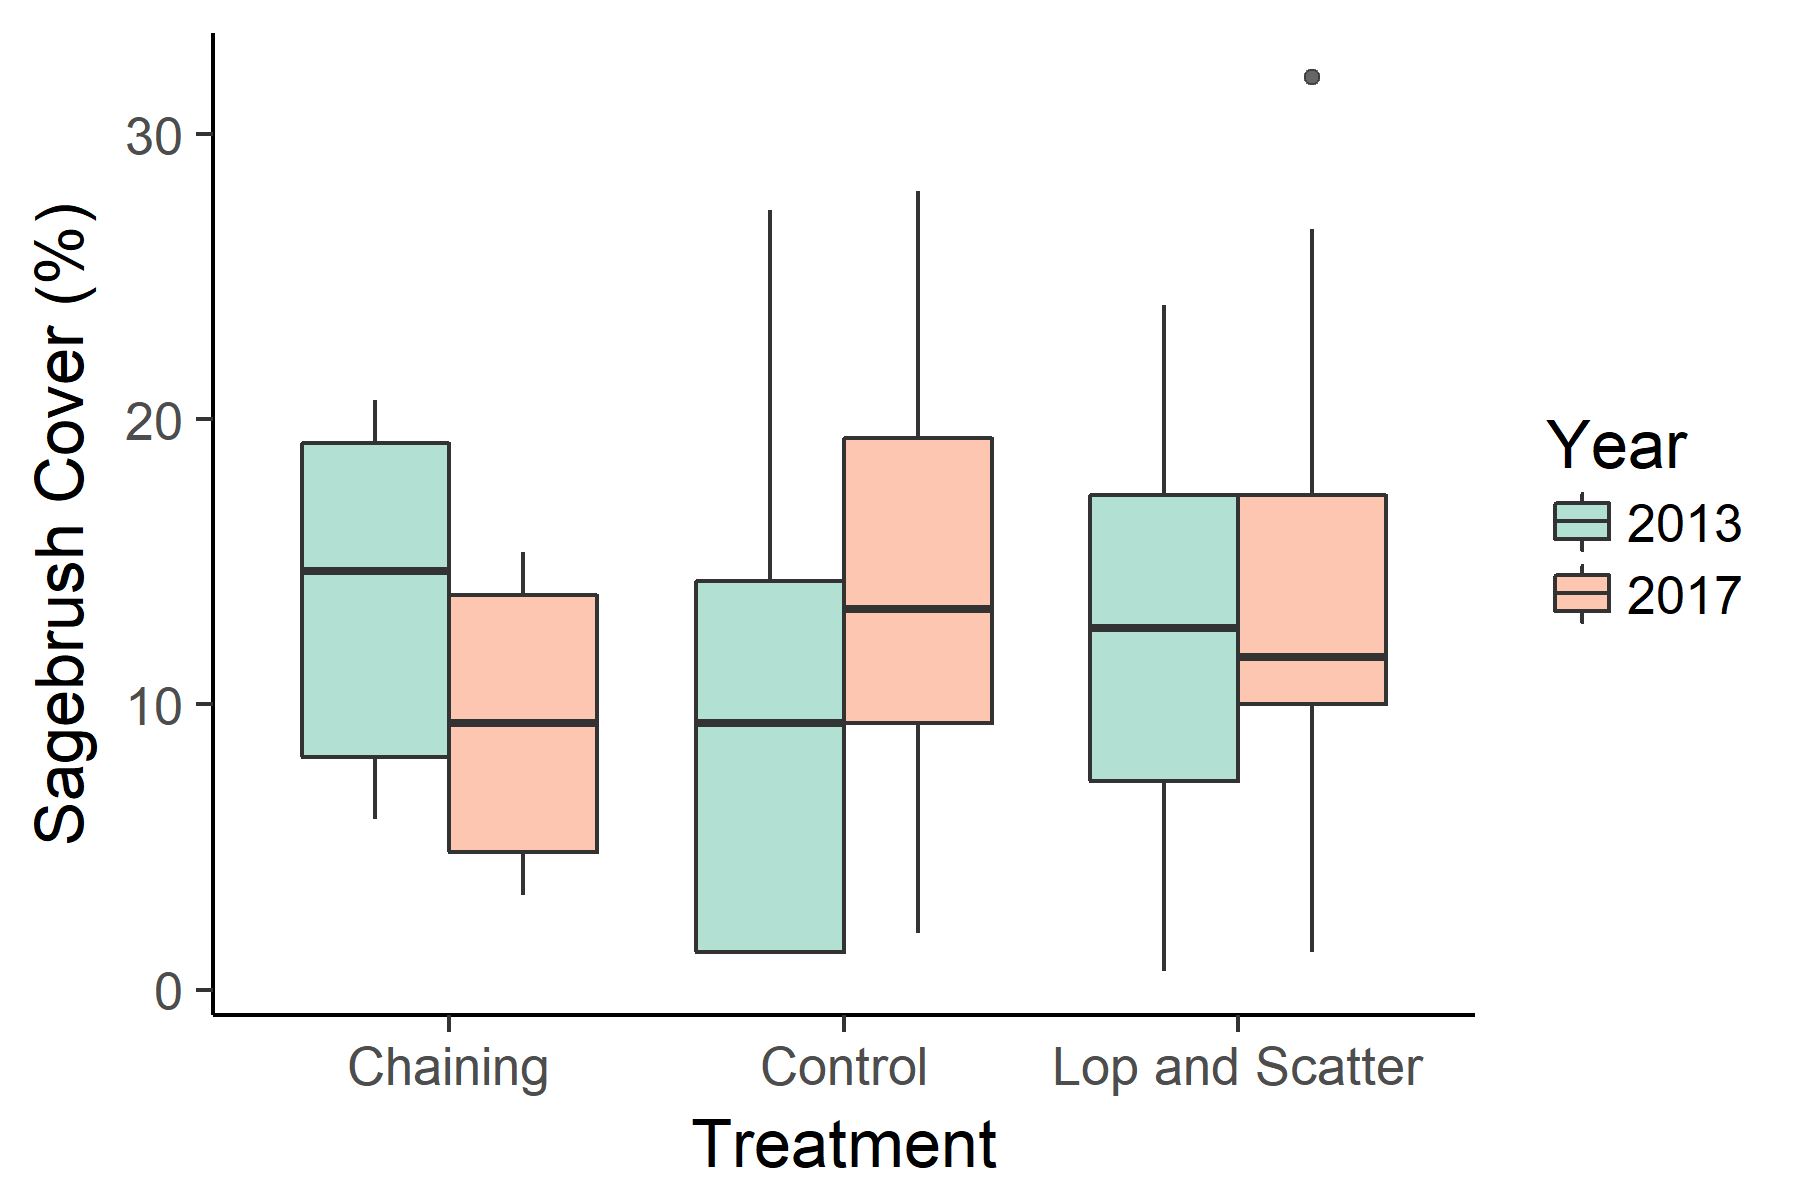 Sagebrush Cover (%)
30
20
10
0
Chaining
Control
Lop and Scatter
Treatment
Year
2013
2017